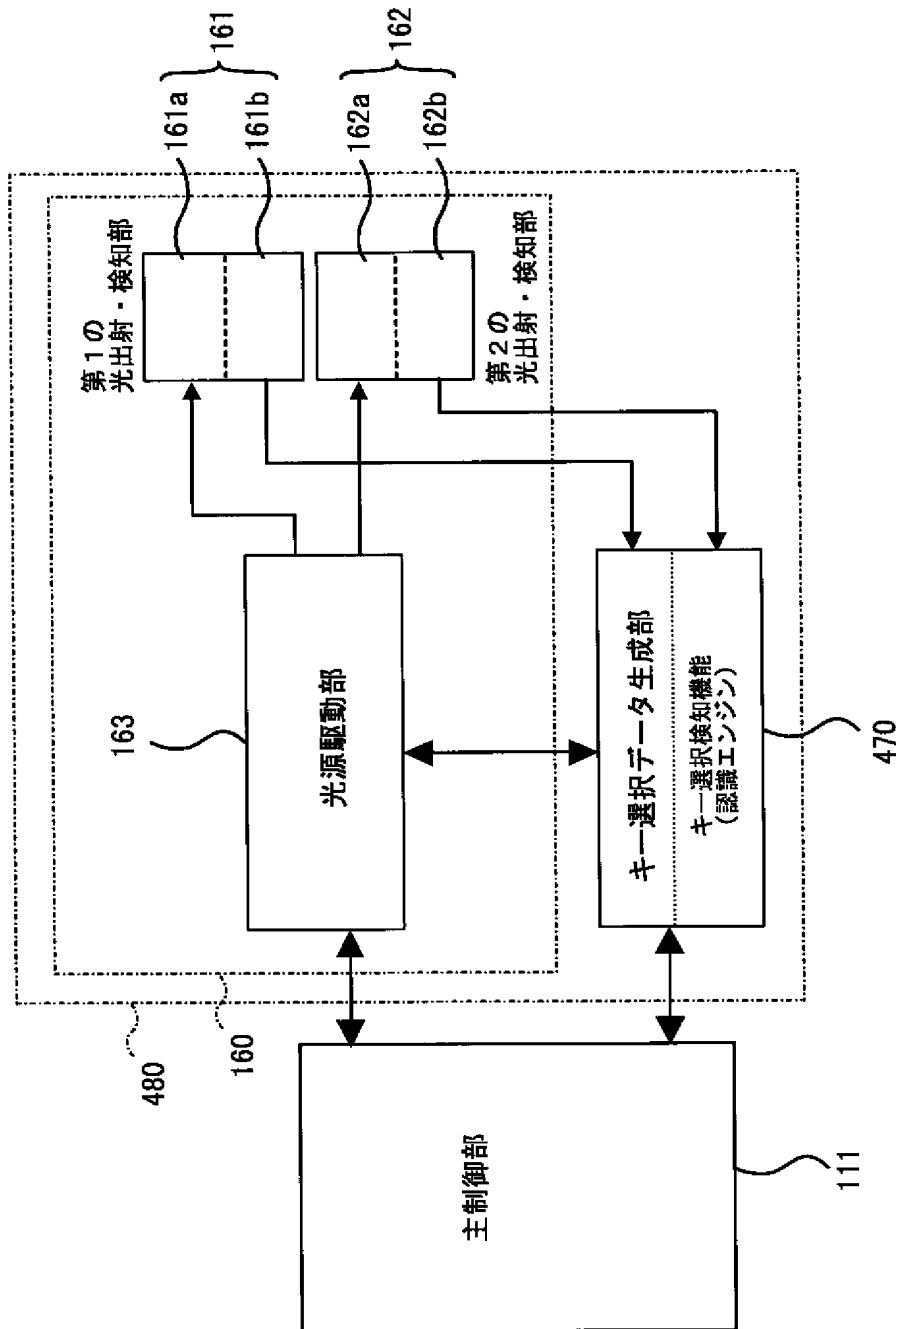 161
161a
161b
162
162a
162b
第1の
光出射・検知部
第2の
光出射・検知部
163
光源駆動部
キー選択データ生成部
キー選択検知機能
(認識エンジン)
470
480
160
主制御部
111